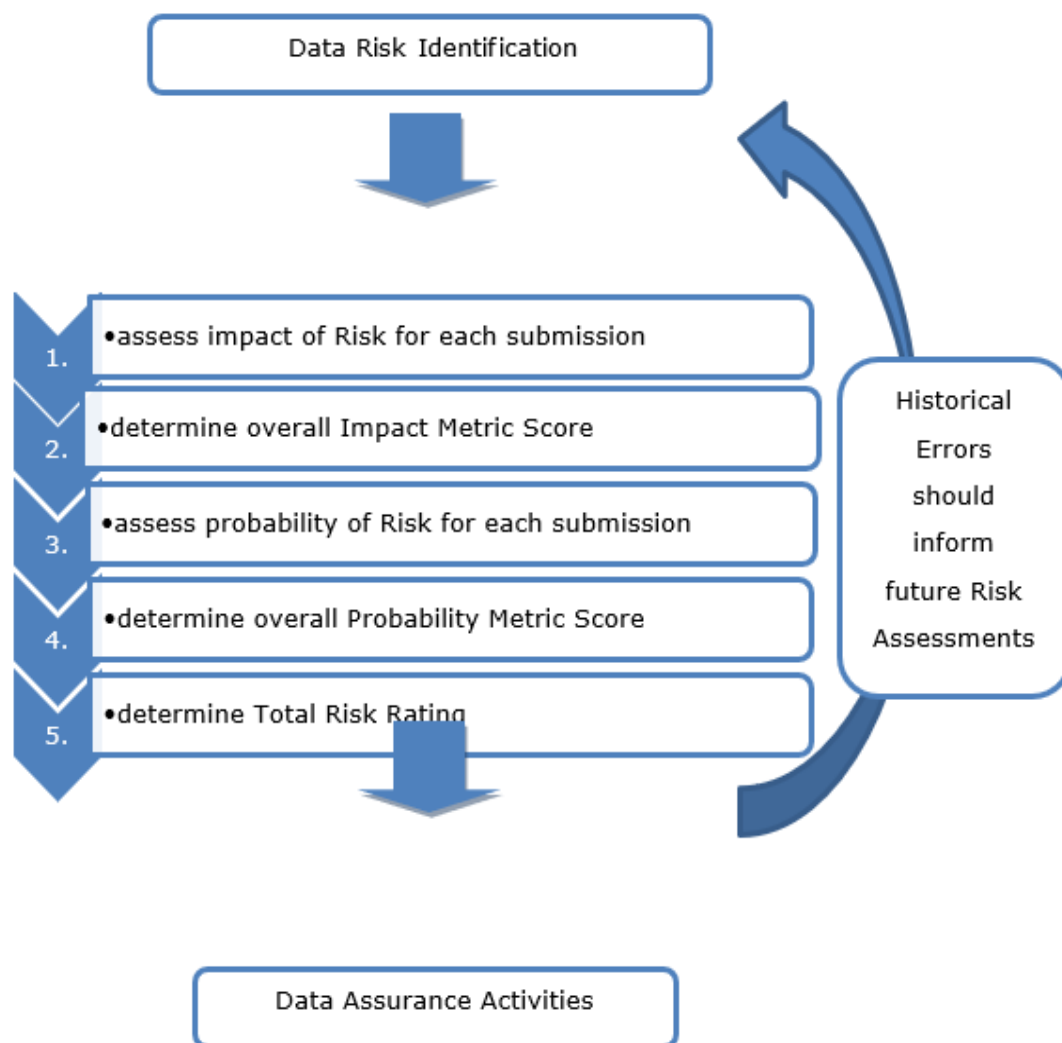 Data Risk Identification
1.
•assess impact of Risk for each submission
2.
•determine overall Impact Metric Score
3.
•assess probability of Risk for each submission
4.
•determine overall Probability Metric Score
5.
•determine Total Risk Rating
Historical
Errors
should
inform
future Risk
Assessments
Data Assurance Activities